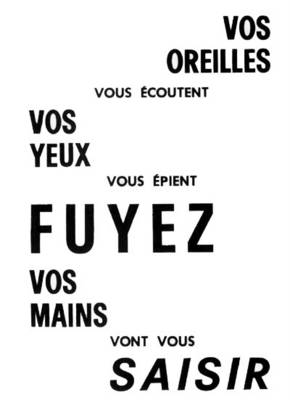 VOS
OREILLES
VOUS ÉCOUTENT
VOS
YEUX
VOUS ÉPIENT
FUYEZ
VOS
MAINS
VONT VOUS
SAISIR